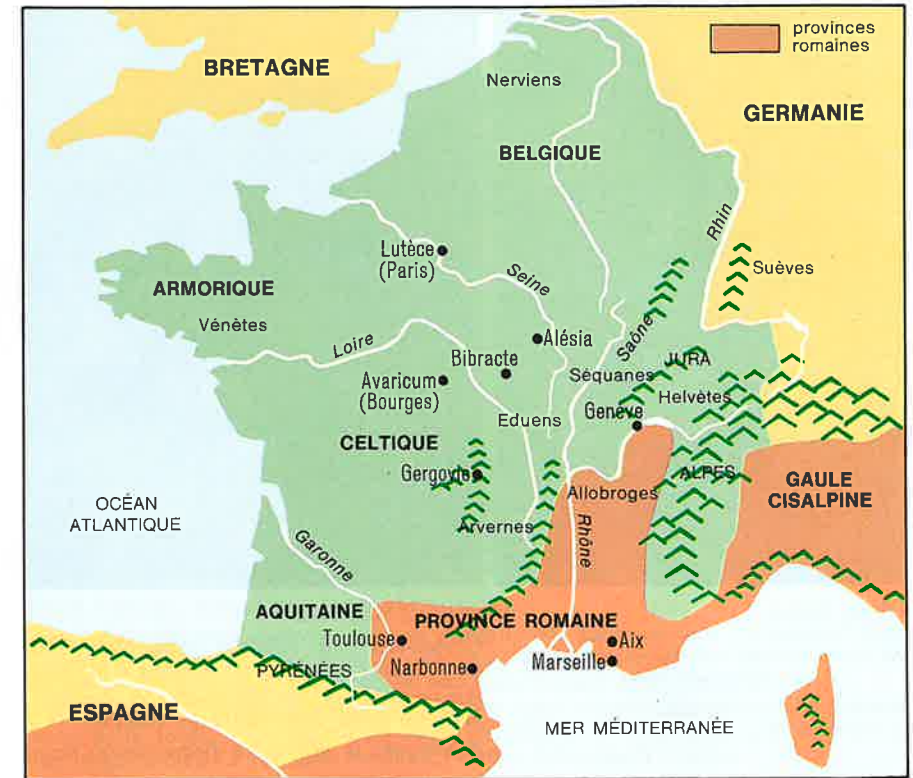 provinces
romaines
BRETAGNE
Nerviens
GERMANIE
BELGIQUE
Rhin
Lutèce
(Paris)
Seine
Suèves
ARMORIQUE
Vénètes
Loire
Alésia
Saône
Bibracte
JURA
Séquanes
Avaricum
(Bourges)
Helvètes
Genève
Eduens
CELTIQUE
Gergovie
ALPES
GAULE
CISALPINE
Allobroges
OCÉAN
ATLANTIQUE
Arvernes
Rhône
Garonne
AQUITAINE
PROVINCE ROMAINE
Toulouse
Aix
Marseille
Narbonne
PYRÉNÉES
ESPAGNE
MER MÉDITERRANÉE